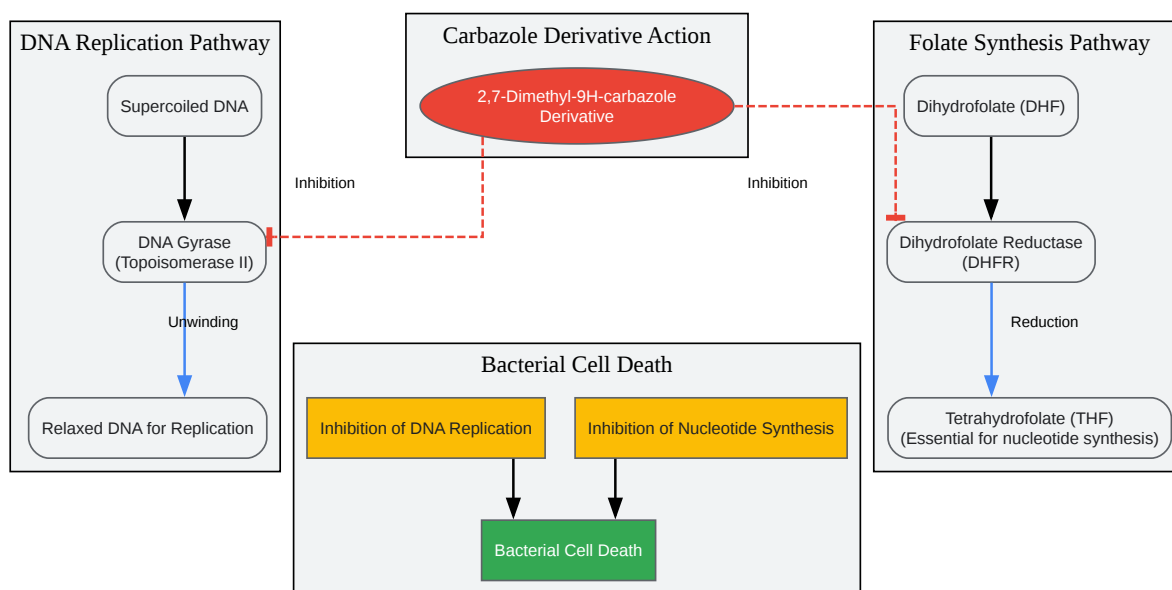 DNA Replication Pathway
Supercoiled DNA
DNA Gyrase
(Topoisomerase II)
Unwinding
Relaxed DNA for Replication
Carbazole Derivative Action
2,7-Dimethyl-9H-carbazole
Derivative
Inhibition
Inhibition
Folate Synthesis Pathway
Dihydrofolate (DHF)
Dihydrofolate Reductase
(DHFR)
Reduction
Tetrahydrofolate (THF)
(Essential for nucleotide synthesis)
Bacterial Cell Death
Inhibition of DNA Replication
Inhibition of Nucleotide Synthesis
Bacterial Cell Death